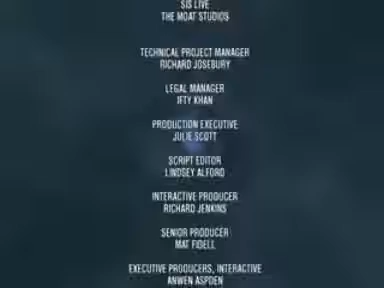 SIS LIVE
THE MOAT STUDIOS
TECHNICAL PROJECT MANAGER
RICHARD JOSEBURY
LEGAL MANAGER
IFTY KHAN
PRODUCTION EXECUTIVE
JULIE SCOTT
SCRIPT EDITOR
LINDSEY ALFORD
INTERACTIVE PRODUCER
RICHARD JENKINS
SENIOR PRODUCER
MAT FIDELL
EXECUTIVE PRODUCERS, INTERACTIVE
ANWEN ASPDEN